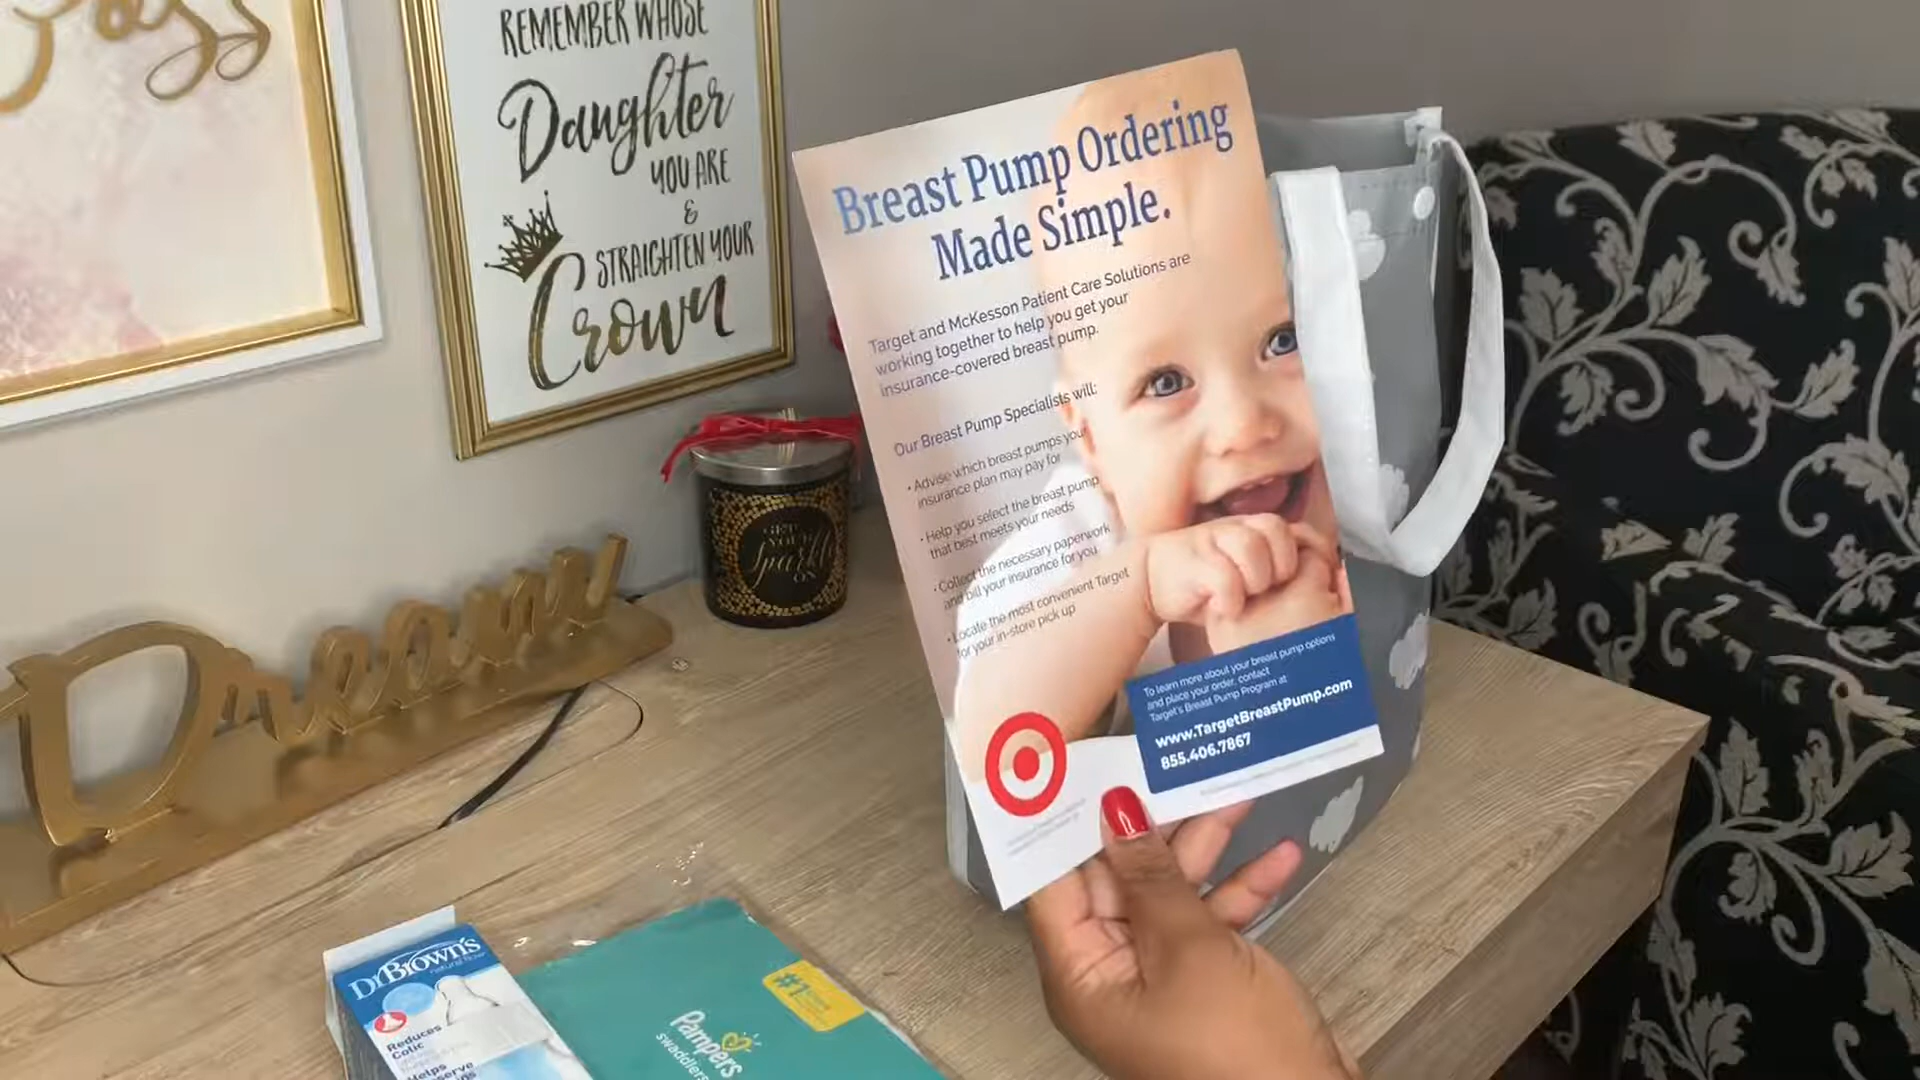 REMEMBER WHOSE
Daughter
YOU ARE
&
STRAIGHTEN YOUR
Crown
Dream
Sparkle
ON
Breast Pump Ordering
Made Simple.
Target and McKesson Patient Care Solutions are
working together to help you get your
insurance-covered breast pump.
Our Breast Pump Specialists will:
• Advise which breast pumps your
insurance plan may pay for
• Help you select the breast pump
that best meets your needs
• Collect the necessary paperwork
and bill your insurance for you
• Locate the most convenient Target
for your in-store pick up
To learn more about your breast pump options
and place your order, contact
Target's Breast Pump Program at
www.TargetBreastPump.com
855.406.7867
Dr Brown's
natural flow
Reduces
Colic
Helps
#1
Pampers
swaddlers